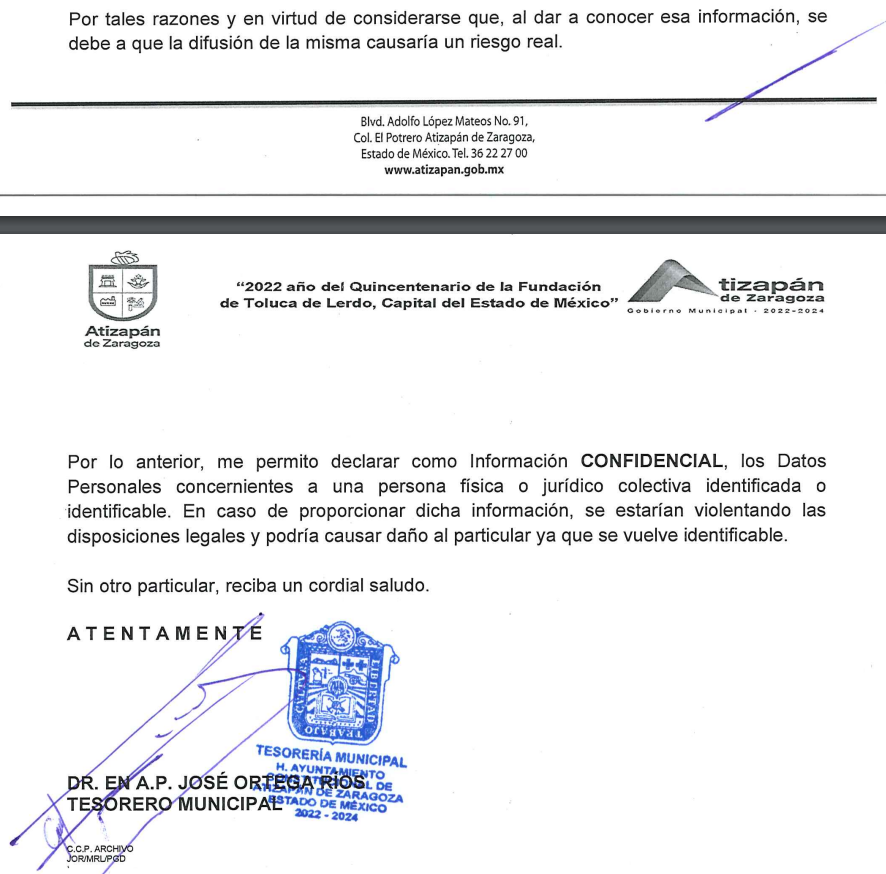 Por tales razones y en virtud de considerarse que, al dar a conocer esa información, se
debe a que la difusión de la misma causaría un riesgo real.
Blvd. Adolfo López Mateos No. 91,
Col. El Potrero Atizapán de Zaragoza,
Estado de México. Tel. 36 22 27 00
www.atizapan.gob.mx
Atizapán
de Zaragoza
“2022 año del Quincentenario de la Fundación
de Toluca de Lerdo, Capital del Estado de México”
tizapán
de Zaragoza
Gobierno Municipal - 2022-2024
Por lo anterior, me permito declarar como Información CONFIDENCIAL, los Datos
Personales concernientes a una persona física o jurídico colectiva identificada o
identificable. En caso de proporcionar dicha información, se estarían violentando las
disposiciones legales y podría causar daño al particular ya que se vuelve identificable.
Sin otro particular, reciba un cordial saludo.
ATENTAMENTE
LIBERTAD
TRABAJO
CULTURA
TESORERÍA MUNICIPAL
H. AYUNTAMIENTO
DE
ATIZAPÁN DE ZARAGOZA
ESTADO DE MÉXICO
2022 - 2024
DR. EN A.P. JOSÉ ORTEGA RÍOS
TESORERO MUNICIPAL
C.C.P. ARCHIVO
JOR/MRL/PGD